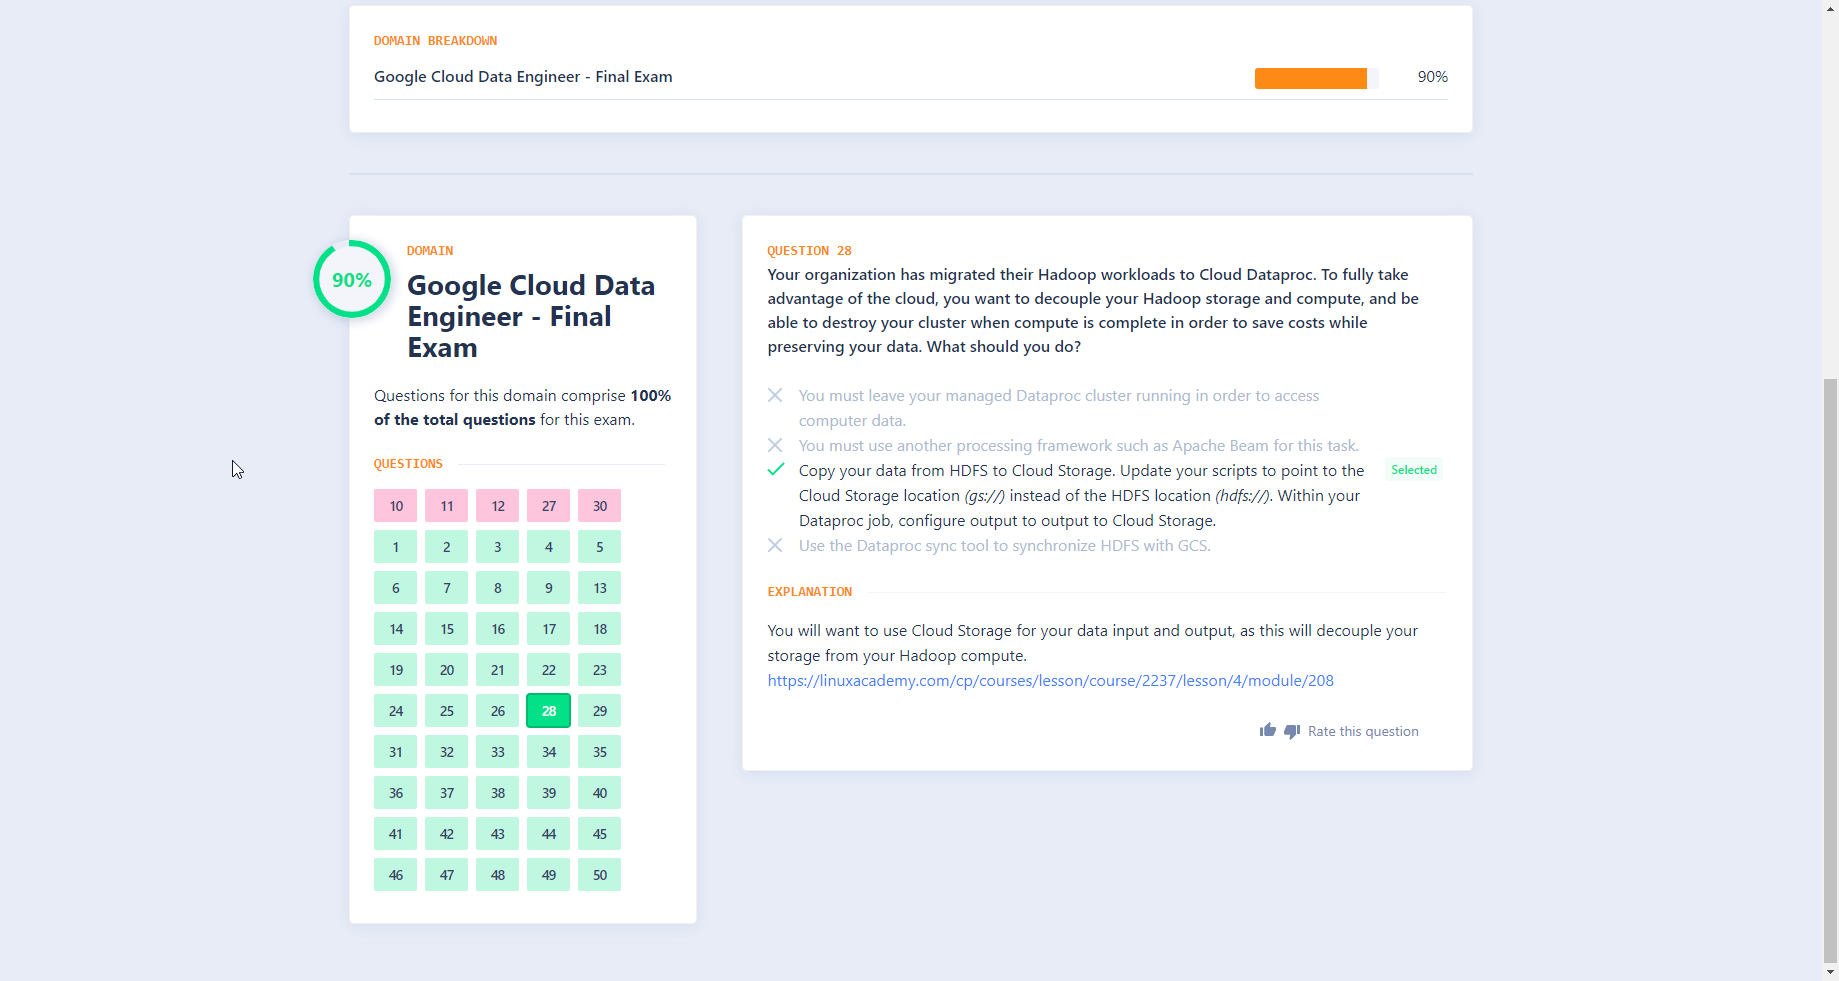 DOMAIN BREAKDOWN
Google Cloud Data Engineer - Final Exam
90%
90%
DOMAIN
Google Cloud Data
Engineer - Final
Exam
Questions for this domain comprise 100%
of the total questions for this exam.
QUESTIONS
10 11 12 27 30
1 2 3 4 5
6 7 8 9 13
14 15 16 17 18
19 20 21 22 23
24 25 26 28 29
31 32 33 34 35
36 37 38 39 40
41 42 43 44 45
46 47 48 49 50
QUESTION 28
Your organization has migrated their Hadoop workloads to Cloud Dataproc. To fully take
advantage of the cloud, you want to decouple your Hadoop storage and compute, and be
able to destroy your cluster when compute is complete in order to save costs while
preserving your data. What should you do?
You must leave your managed Dataproc cluster running in order to access
computer data.
You must use another processing framework such as Apache Beam for this task.
Copy your data from HDFS to Cloud Storage. Update your scripts to point to the
Selected
Cloud Storage location (gs://) instead of the HDFS location (hdfs://). Within your
Dataproc job, configure output to output to Cloud Storage.
Use the Dataproc sync tool to synchronize HDFS with GCS.
EXPLANATION
You will want to use Cloud Storage for your data input and output, as this will decouple your
storage from your Hadoop compute.
https://linuxacademy.com/cp/courses/lesson/course/2237/lesson/4/module/208
Rate this question